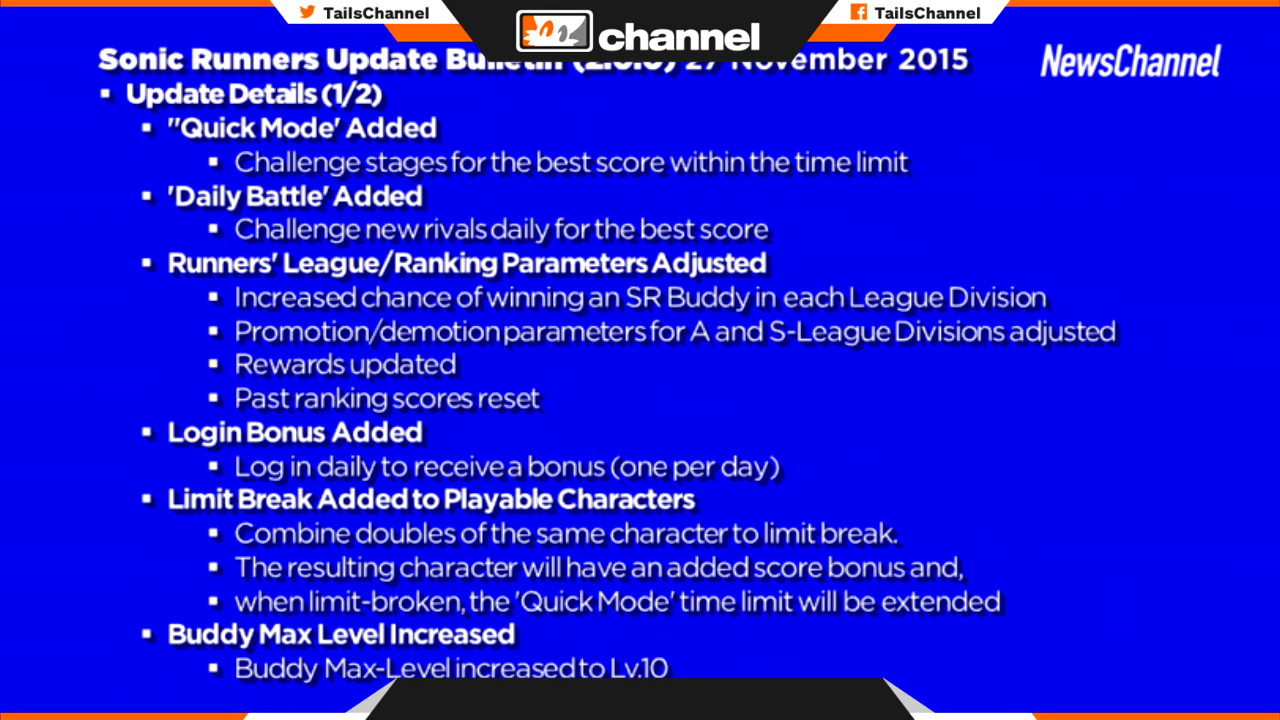 TailsChannel
channel
TailsChannel
Sonic Runners Update Bulletin (2.0.0) 27 November 2015
NewsChannel
▪ Update Details (1/2)
▪ "Quick Mode' Added
▪ Challenge stages for the best score within the time limit
▪ 'Daily Battle' Added
▪ Challenge new rivals daily for the best score
▪ Runners' League/Ranking Parameters Adjusted
▪ Increased chance of winning an SR Buddy in each League Division
▪ Promotion/demotion parameters for A and S-League Divisions adjusted
▪ Rewards updated
▪ Past ranking scores reset
▪ Login Bonus Added
▪ Log in daily to receive a bonus (one per day)
▪ Limit Break Added to Playable Characters
▪ Combine doubles of the same character to limit break.
▪ The resulting character will have an added score bonus and,
▪ when limit-broken, the 'Quick Mode' time limit will be extended
▪ Buddy Max Level Increased
▪ Buddy Max-Level increased to Lv.10